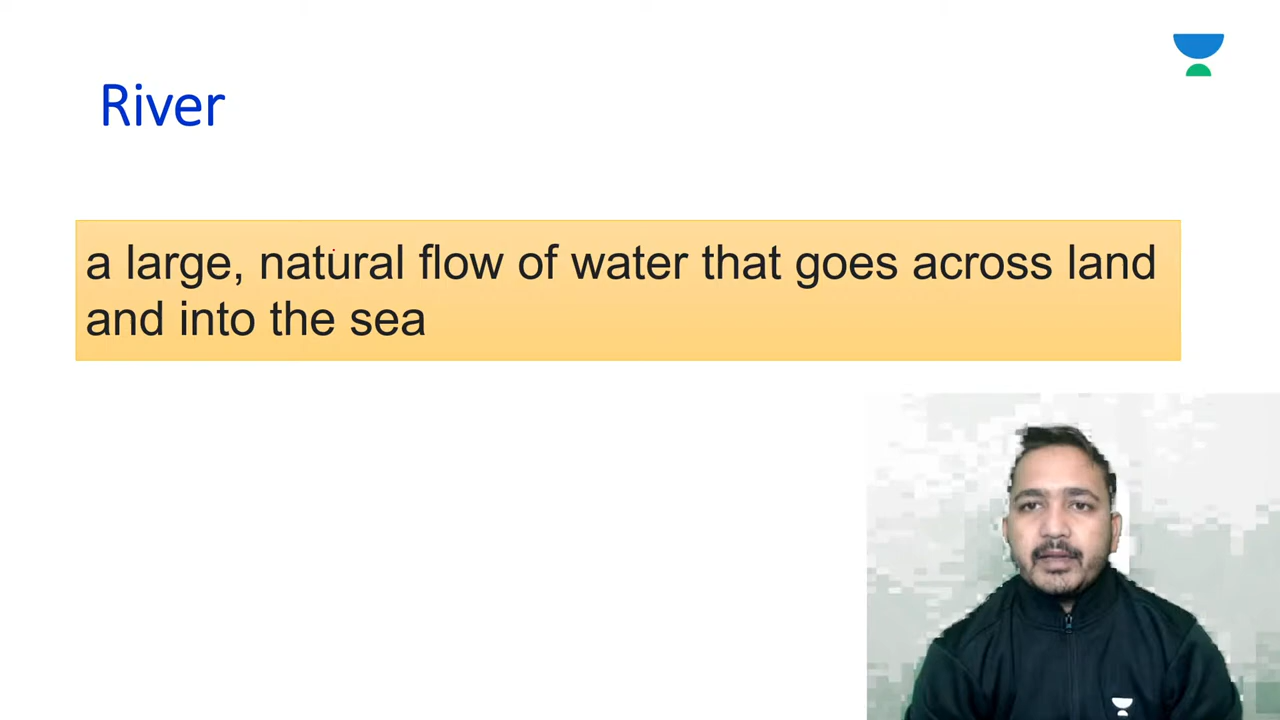 River
a large, natural flow of water that goes across land
and into the sea